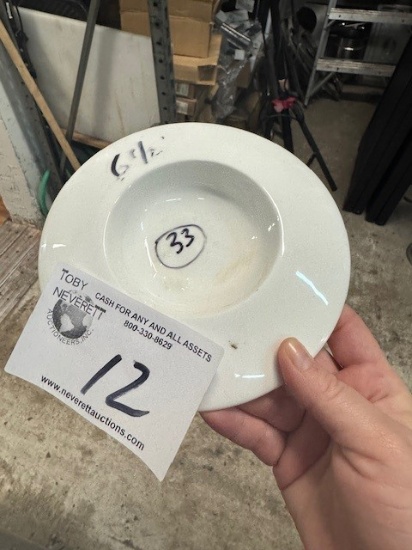 6 1/2
33
TOBY
NEVERETT
AUCTIONEERS, INC.
CASH FOR ANY AND ALL ASSETS
800-330-8629
12
www.neverettauctions.com